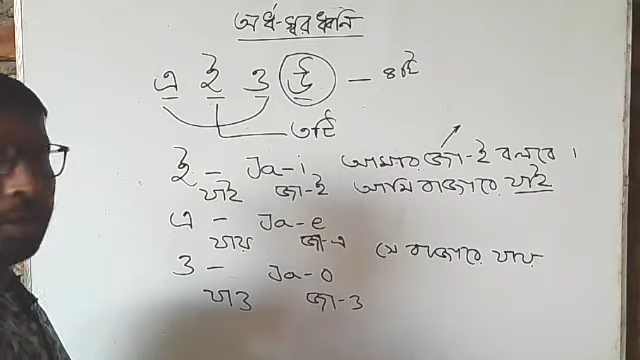 অর্ধ-স্বরধ্বনি
এ ই ও উ – ৪টি
৩টি
ই – Ja-i আমার জা-ই বলবে।
যাই জা-ই আমি বাজারে যাই
এ – Ja-e
যায় জা-এ সে বাজারে যায়
ও – Ja-o
যাও জা-ও